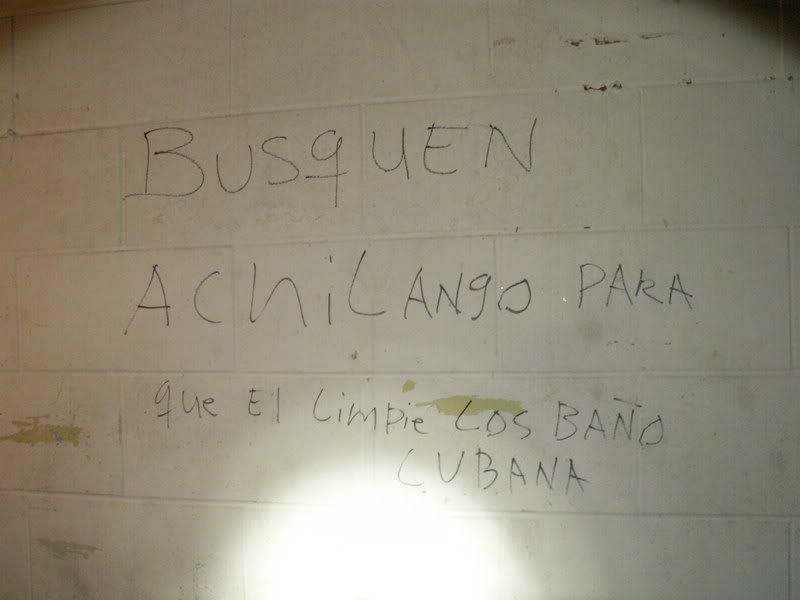 BUSqUEN
AChiLANgO PARA
que El Limpie LOS BAÑO
CUBANA